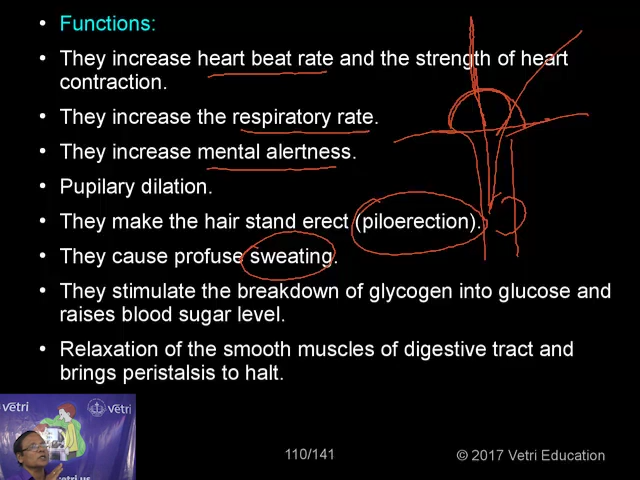 • Functions:
• They increase heart beat rate and the strength of heart
contraction.
• They increase the respiratory rate.
• They increase mental alertness.
• Pupilary dilation.
• They make the hair stand erect (piloerection).
• They cause profuse sweating.
• They stimulate the breakdown of glycogen into glucose and
raises blood sugar level.
• Relaxation of the smooth muscles of digestive tract and
brings peristalsis to halt.
vetri
vetri
vetri.us
110/141
© 2017 Vetri Education